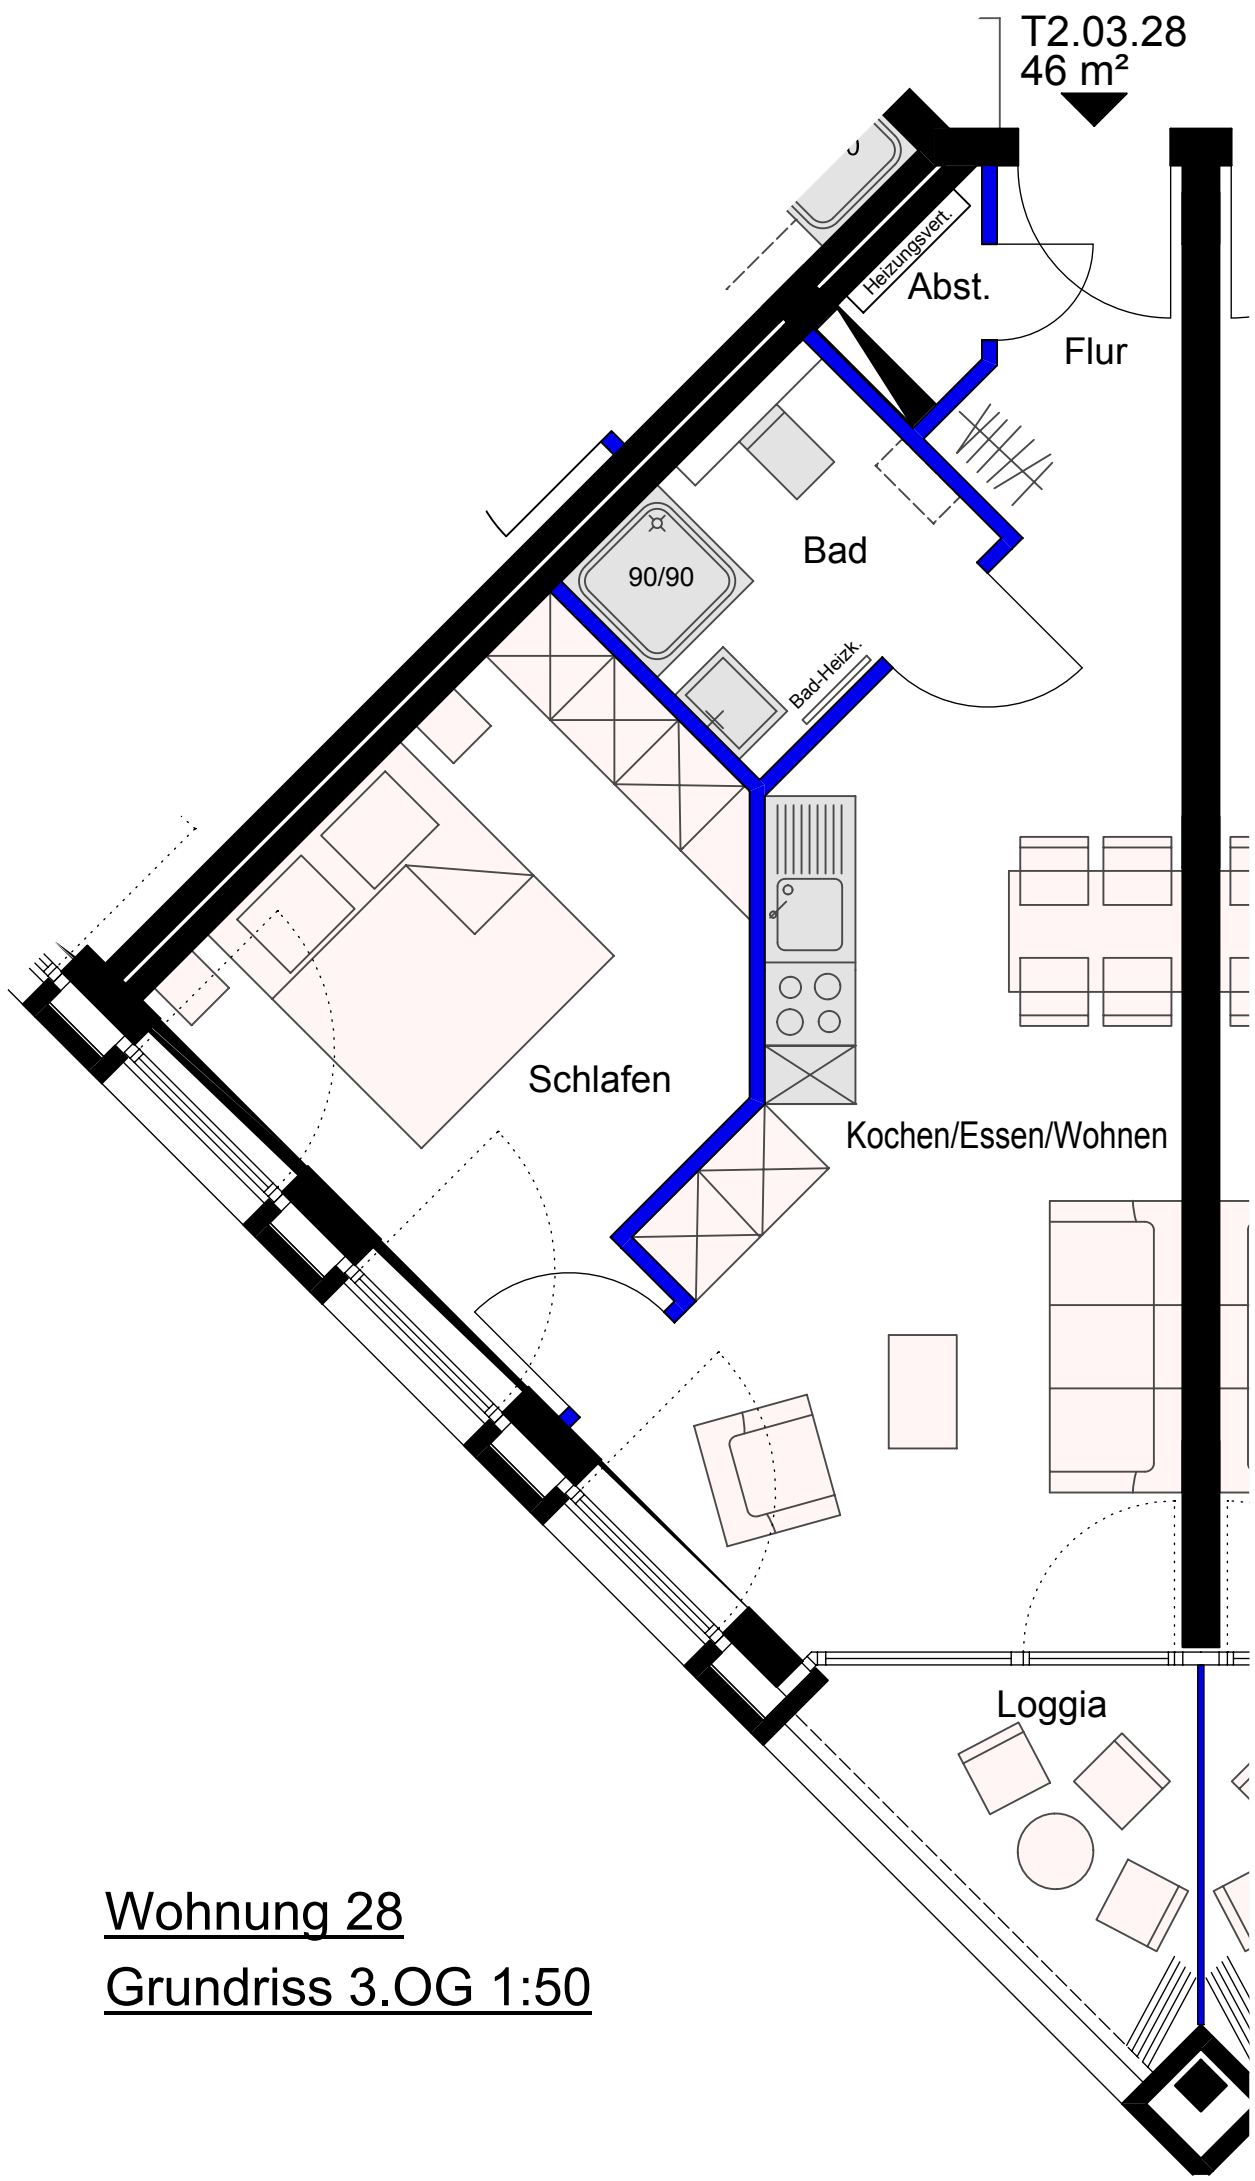 T2.03.28
46 m²
Heizungsvert.
Abst.
Flur
Bad
90/90
Bad-Heizk.
Schlafen
Kochen/Essen/Wohnen
Loggia
Wohnung 28
Grundriss 3.OG 1:50